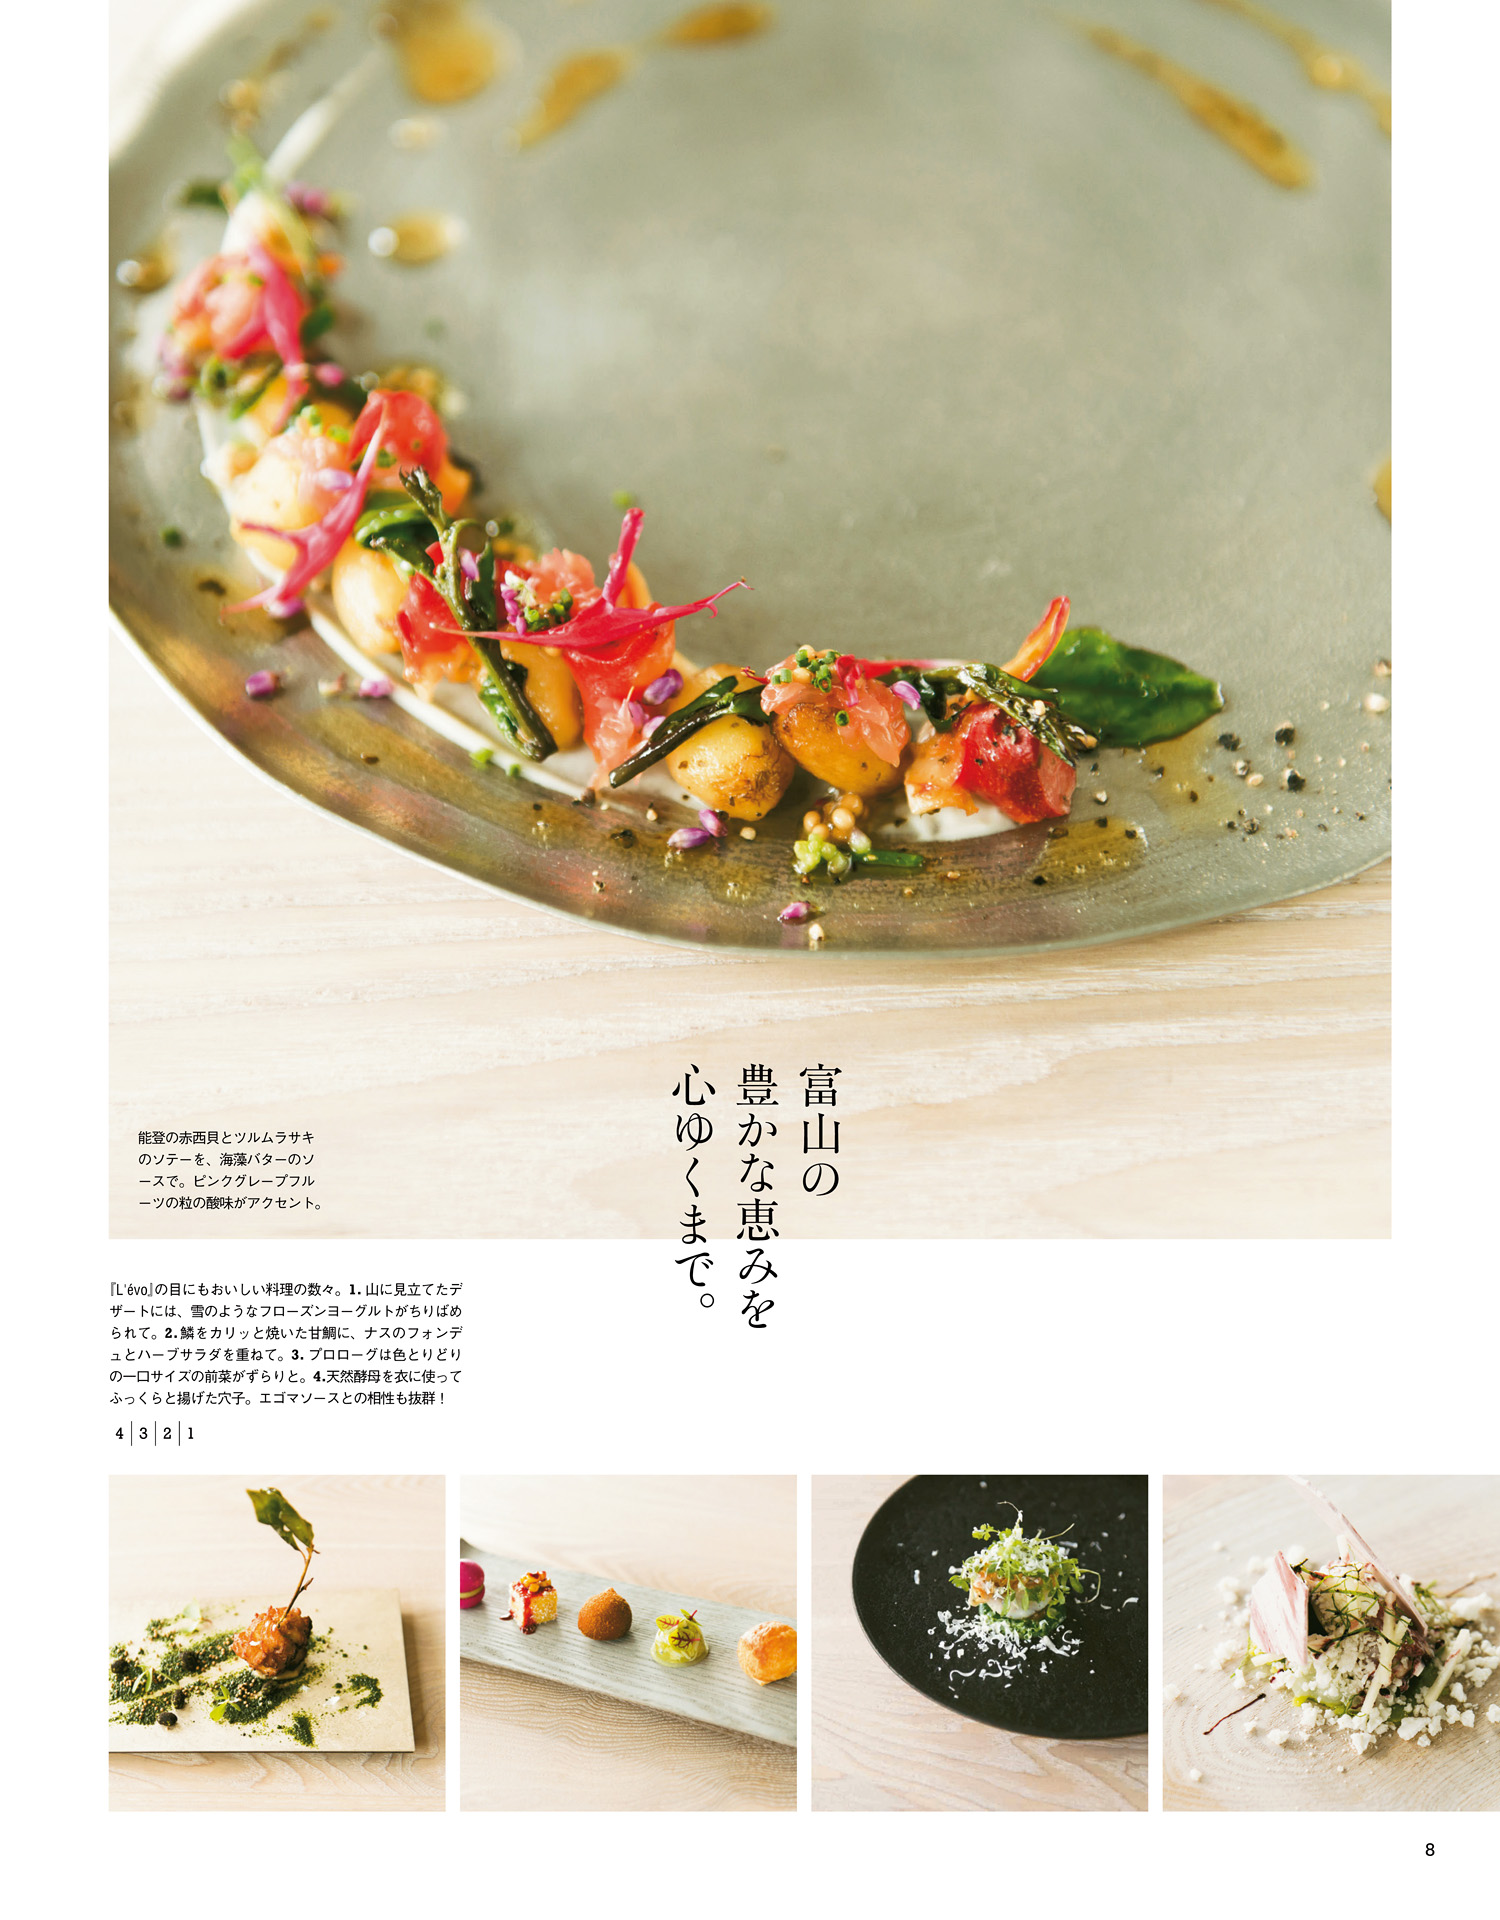 富山の
豊かな恵みを
心ゆくまで。
能登の赤西貝とツルムラサキ
のソテーを、海藻バターのソ
ースで。ピンクグレープフル
ーツの粒の酸味がアクセント。
『L'évo』の目にもおいしい料理の数々。1. 山に見立てたデ
ザートには、雪のようなフローズンヨーグルトがちりばめ
られて。2. 鱗をカリッと焼いた甘鯛に、ナスのフォンデ
ュとハーブサラダを重ねて。3. プロローグは色とりどり
の一口サイズの前菜がずらりと。4.天然酵母を衣に使って
ふっくらと揚げた穴子。エゴマソースとの相性も抜群！
4|3|2|1
8